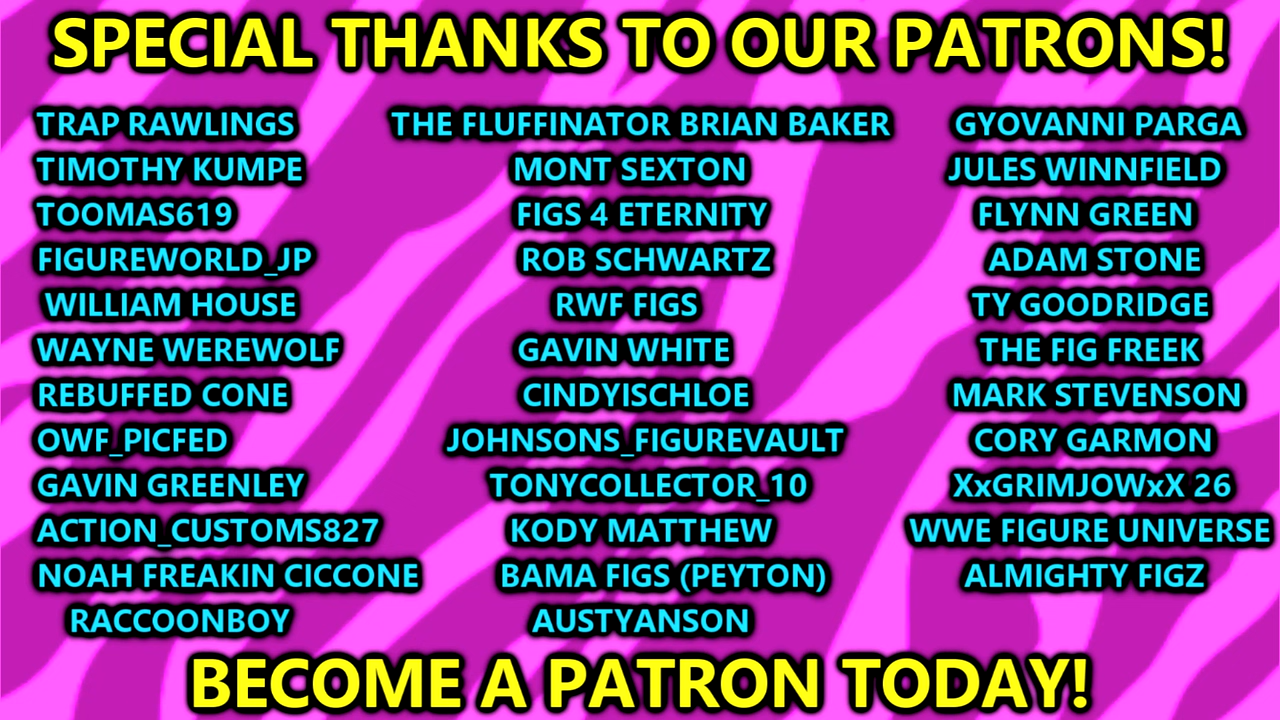 SPECIAL THANKS TO OUR PATRONS!
TRAP RAWLINGS
TIMOTHY KUMPE
TOOMAS619
FIGUREWORLD_JP
WILLIAM HOUSE
WAYNE WEREWOLF
REBUFFED CONE
OWF_PICFED
GAVIN GREENLEY
ACTION_CUSTOMS827
NOAH FREAKIN CICCONE
RACCOONBOY
THE FLUFFINATOR BRIAN BAKER
MONT SEXTON
FIGS 4 ETERNITY
ROB SCHWARTZ
RWF FIGS
GAVIN WHITE
CINDYISCHLOE
JOHNSONS_FIGUREVAULT
TONYCOLLECTOR_10
KODY MATTHEW
BAMA FIGS (PEYTON)
AUSTYANSON
GYOVANNI PARGA
JULES WINNFIELD
FLYNN GREEN
ADAM STONE
TY GOODRIDGE
THE FIG FREEK
MARK STEVENSON
CORY GARMON
XxGRIMJOWxX 26
WWE FIGURE UNIVERSE
ALMIGHTY FIGZ
BECOME A PATRON TODAY!